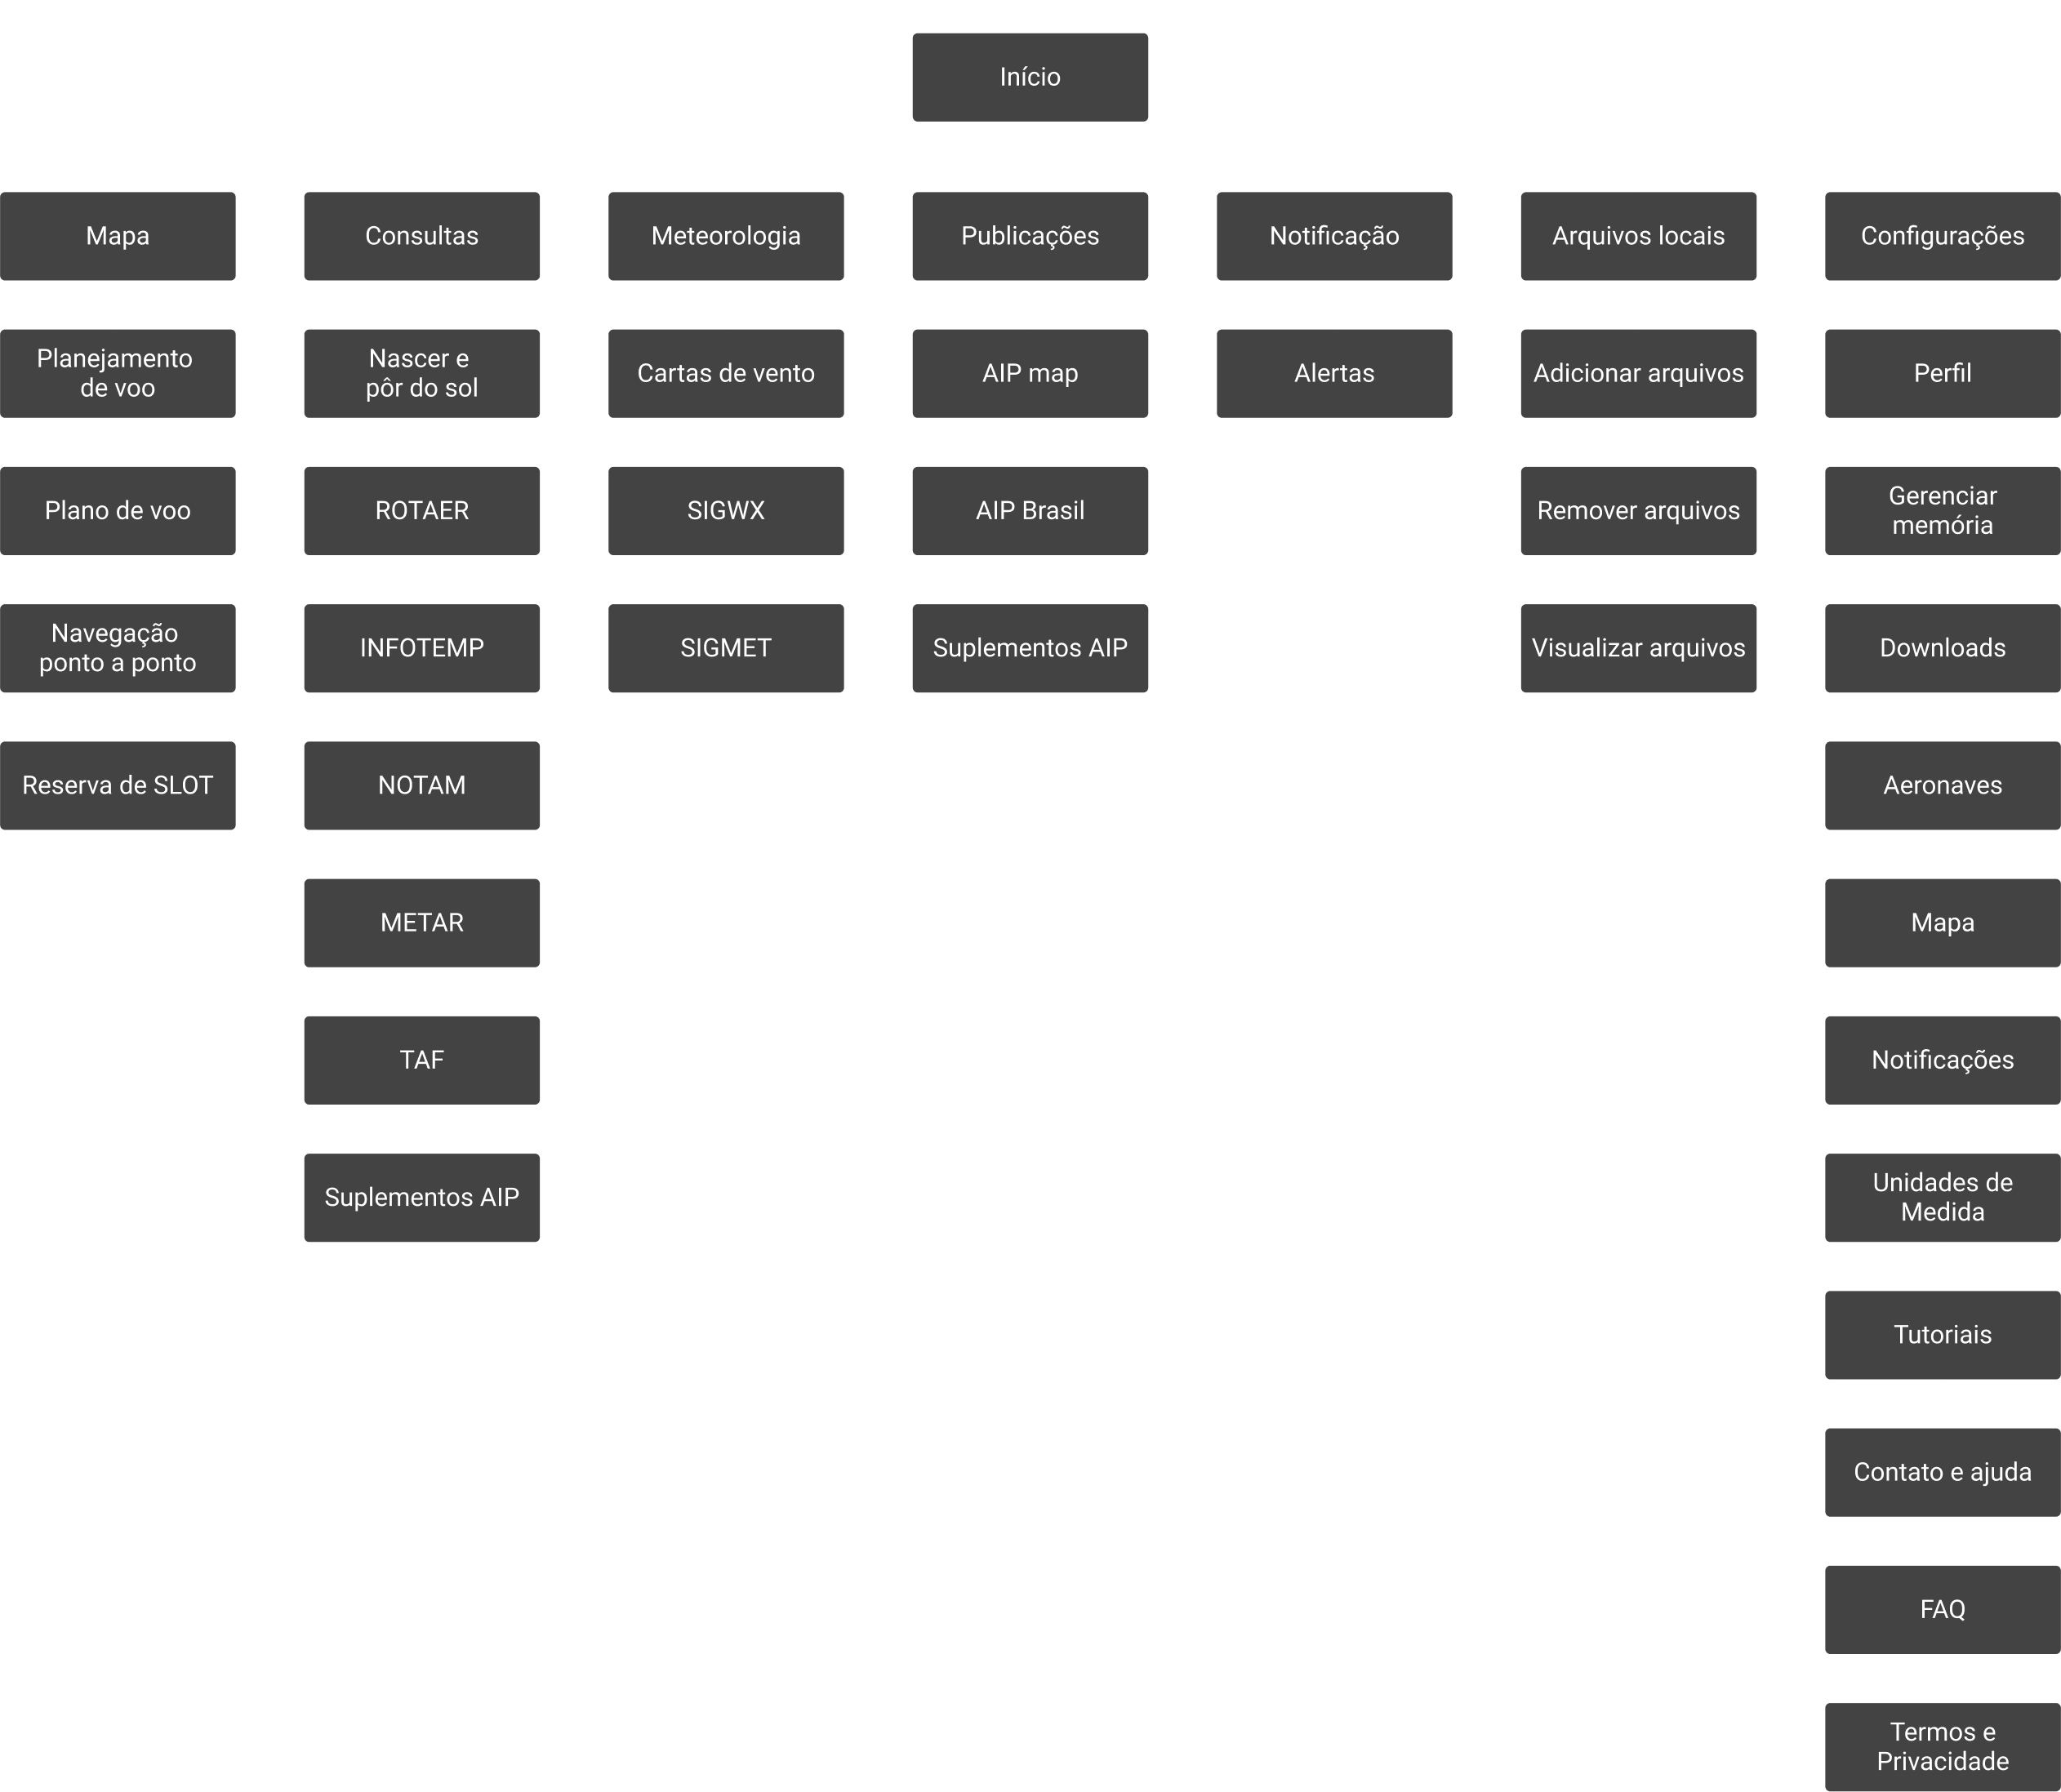 Início
Mapa
Consultas
Meteorologia
Publicações
Notificação
Arquivos locais
Configurações
Planejamento
de voo
Nascer e
pôr do sol
Cartas de vento
AIP map
Alertas
Adicionar arquivos
Perfil
Plano de voo
ROTAER
SIGWX
AIP Brasil
Remover arquivos
Gerenciar
memória
Navegação
ponto a ponto
INFOTEMP
SIGMET
Suplementos AIP
Visualizar arquivos
Downloads
Reserva de SLOT
NOTAM
Aeronaves
METAR
Mapa
TAF
Notificações
Suplementos AIP
Unidades de
Medida
Tutoriais
Contato e ajuda
FAQ
Termos e
Privacidade